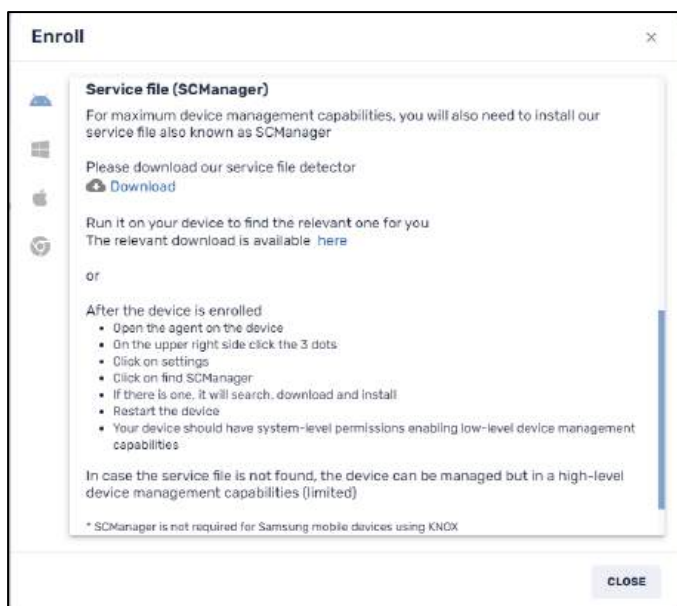 Enroll
Service file (SCManager)
For maximum device management capabilities, you will also need to install our
service file also known as SCManager
Please download our service file detector
Download
Run it on your device to find the relevant one for you
The relevant download is available here
or
After the device is enrolled
• Open the agent on the device
• On the upper right side click the 3 dots
• Click on settings
• Click on find SCManager
• If there is one, it will search, download and install
• Restart the device
• Your device should have system-level permissions enabling low-level device management
capabilities
In case the service file is not found, the device can be managed but in a high-level
device management capabilities (limited)
* SCManager is not required for Samsung mobile devices using KNOX
CLOSE